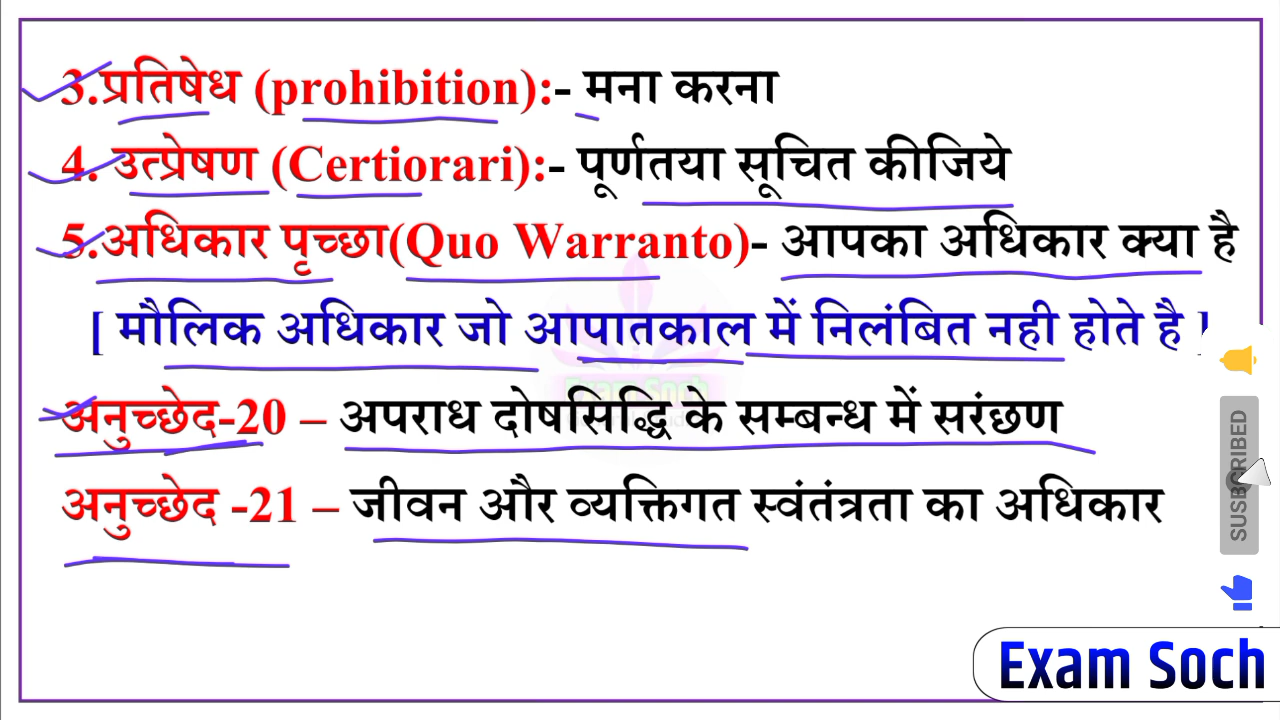 3.प्रतिषेध (prohibition):- मना करना
4. उत्प्रेषण (Certiorari):- पूर्णतया सूचित कीजिये
5.अधिकार पृच्छा(Quo Warranto)- आपका अधिकार क्या है
[ मौलिक अधिकार जो आपातकाल में निलंबित नही होते है ]
अनुच्छेद-20 – अपराध दोषसिद्धि के सम्बन्ध में सरंछण
अनुच्छेद -21 – जीवन और व्यक्तिगत स्वंतंत्रता का अधिकार
SUBSCRIBED
Exam Soch
Exam Soch